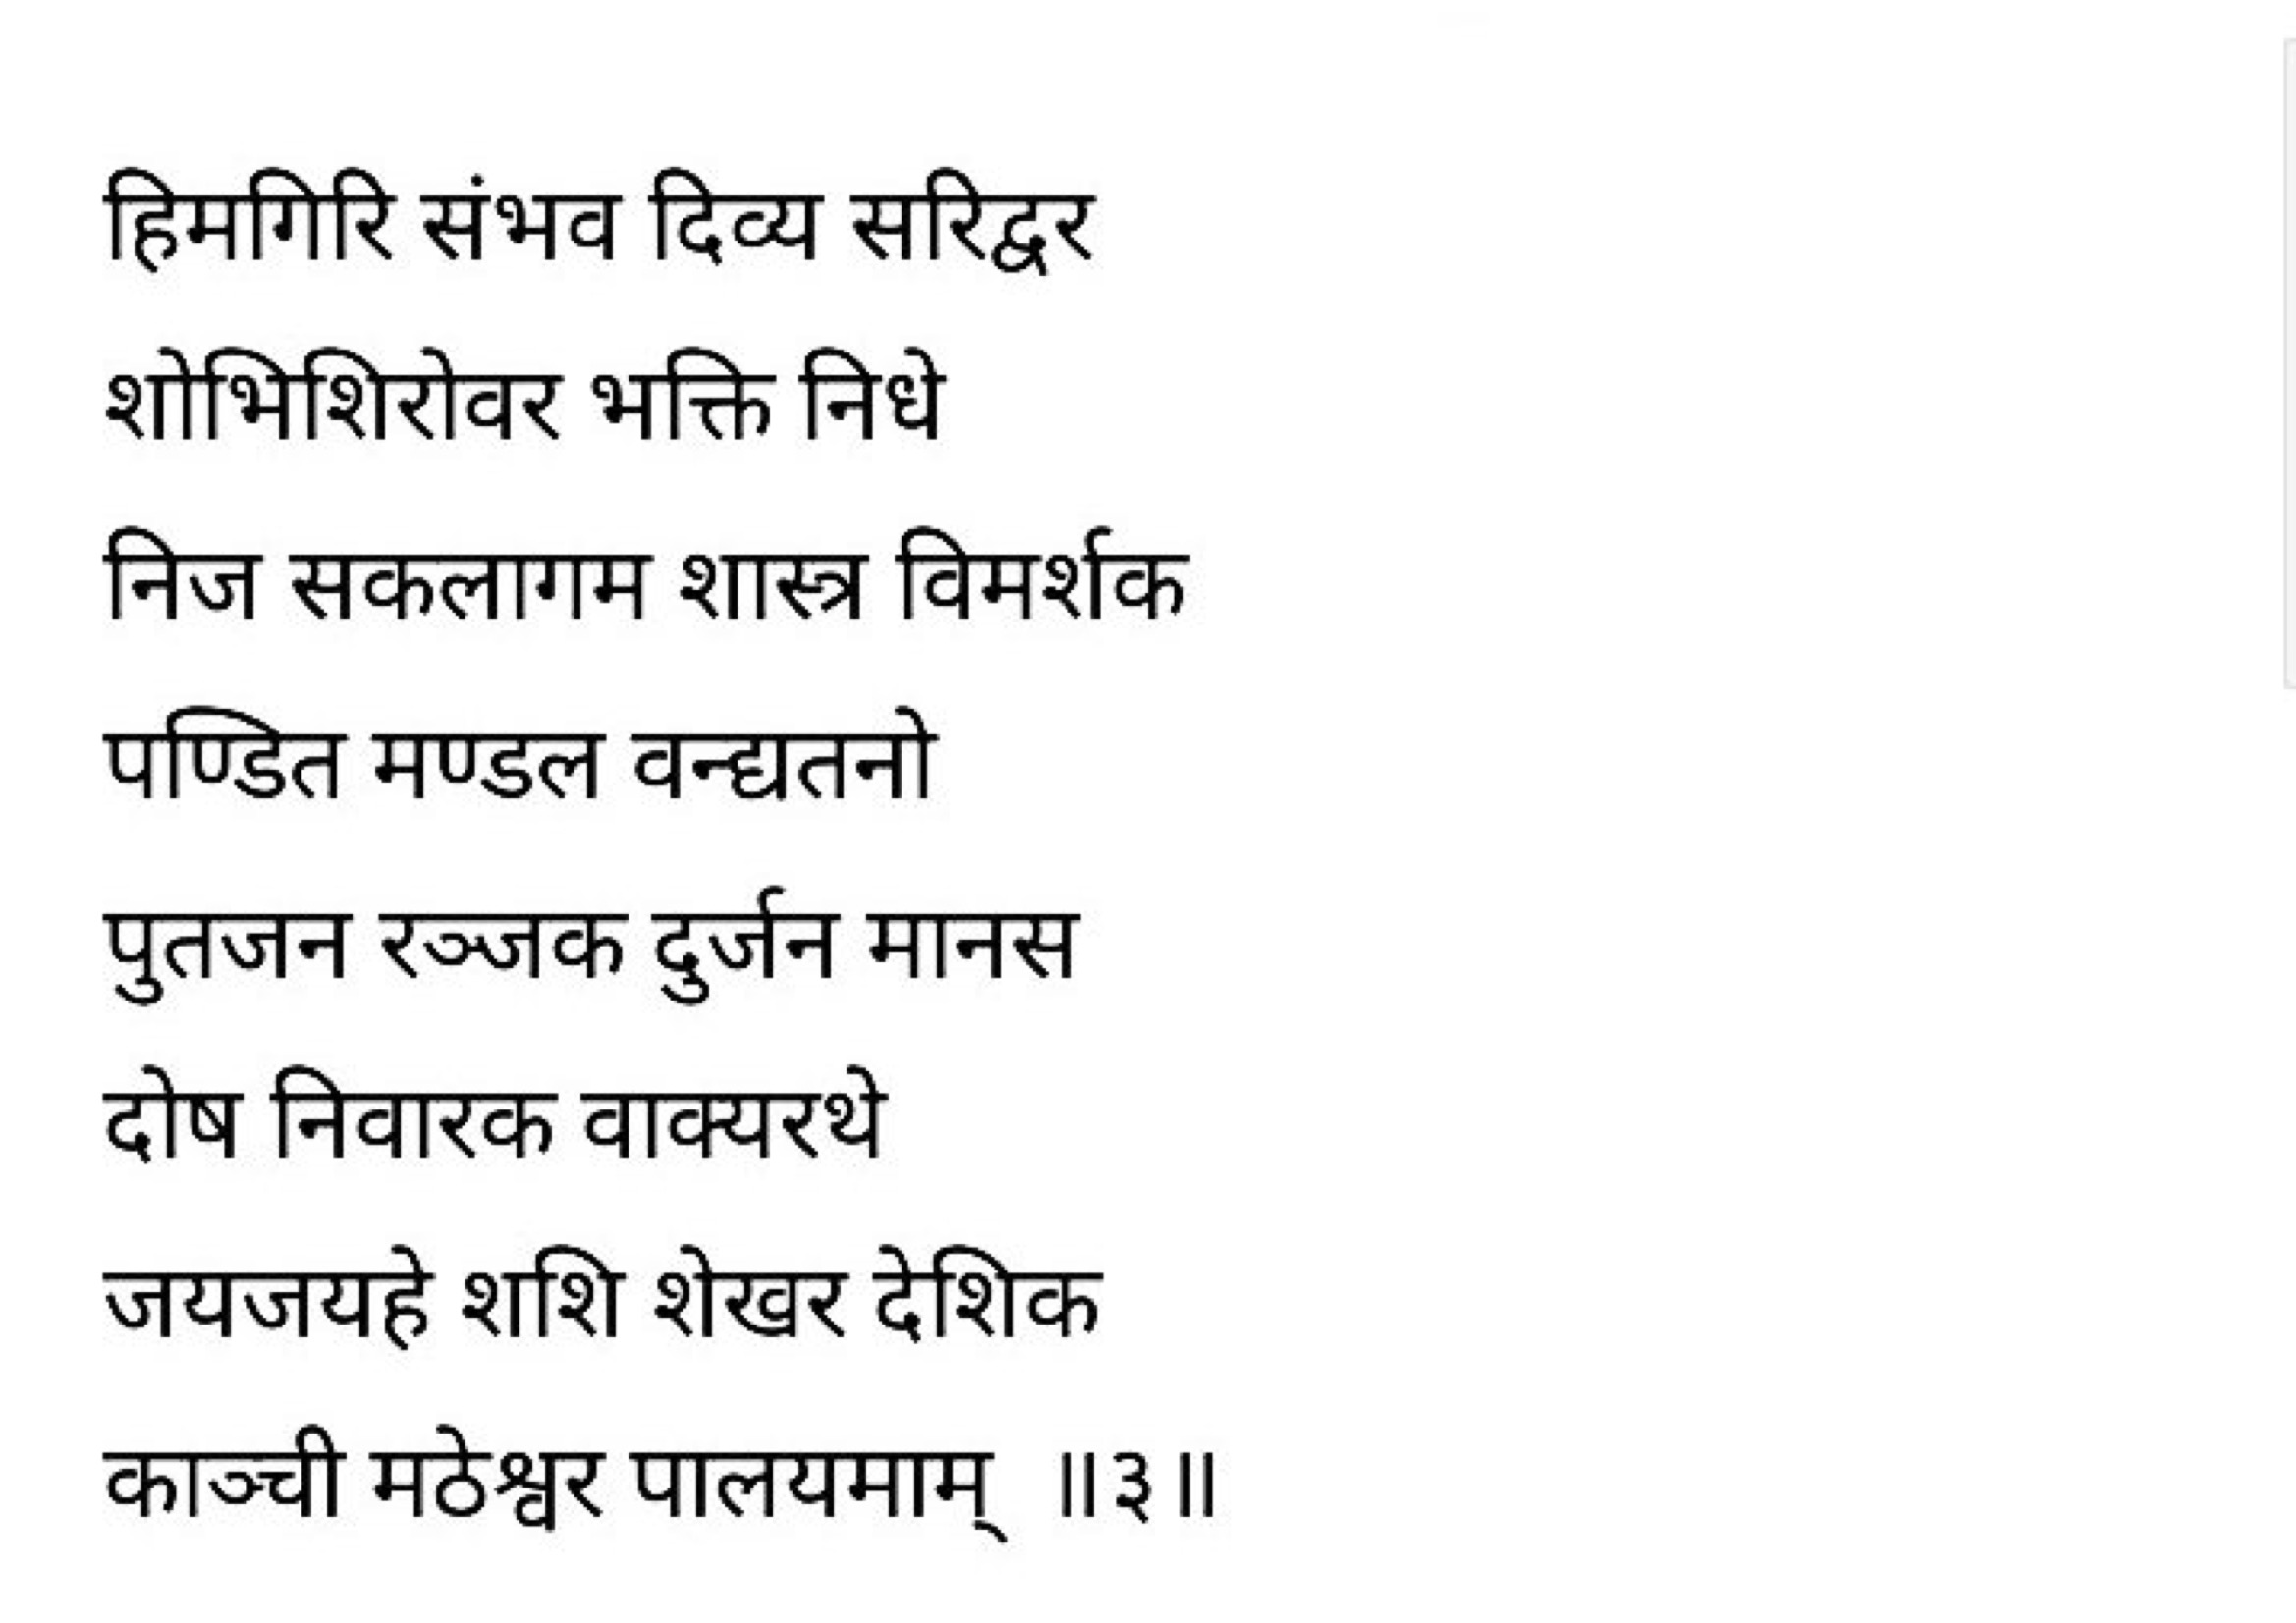 हिमगिरि संभव दिव्य सरिद्वर
शोभिशिरोवर भक्ति निधे
निज सकलागम शास्त्र विमर्शक
पण्डित मण्डल वन्द्यतनो
पुतजन रञ्जक दुर्जन मानस
दोष निवारक वाक्यरथे
जयजयहे शशि शेखर देशिक
काञ्ची मठेश्वर पालयमाम् ॥३॥